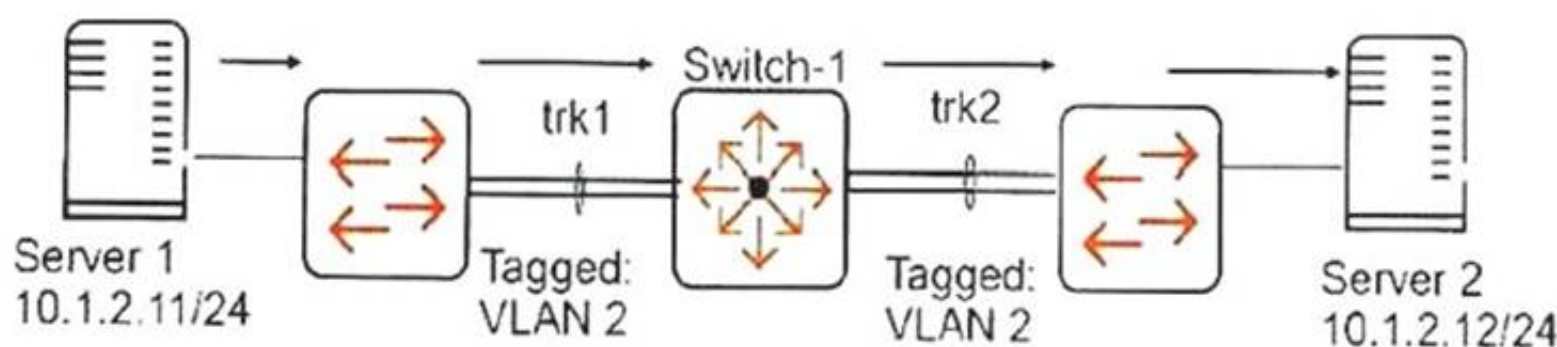 Switch-1
trk1
trk2
Server 1
10.1.2.11/24
Tagged:
VLAN 2
Tagged:
VLAN 2
Server 2
10.1.2.12/24